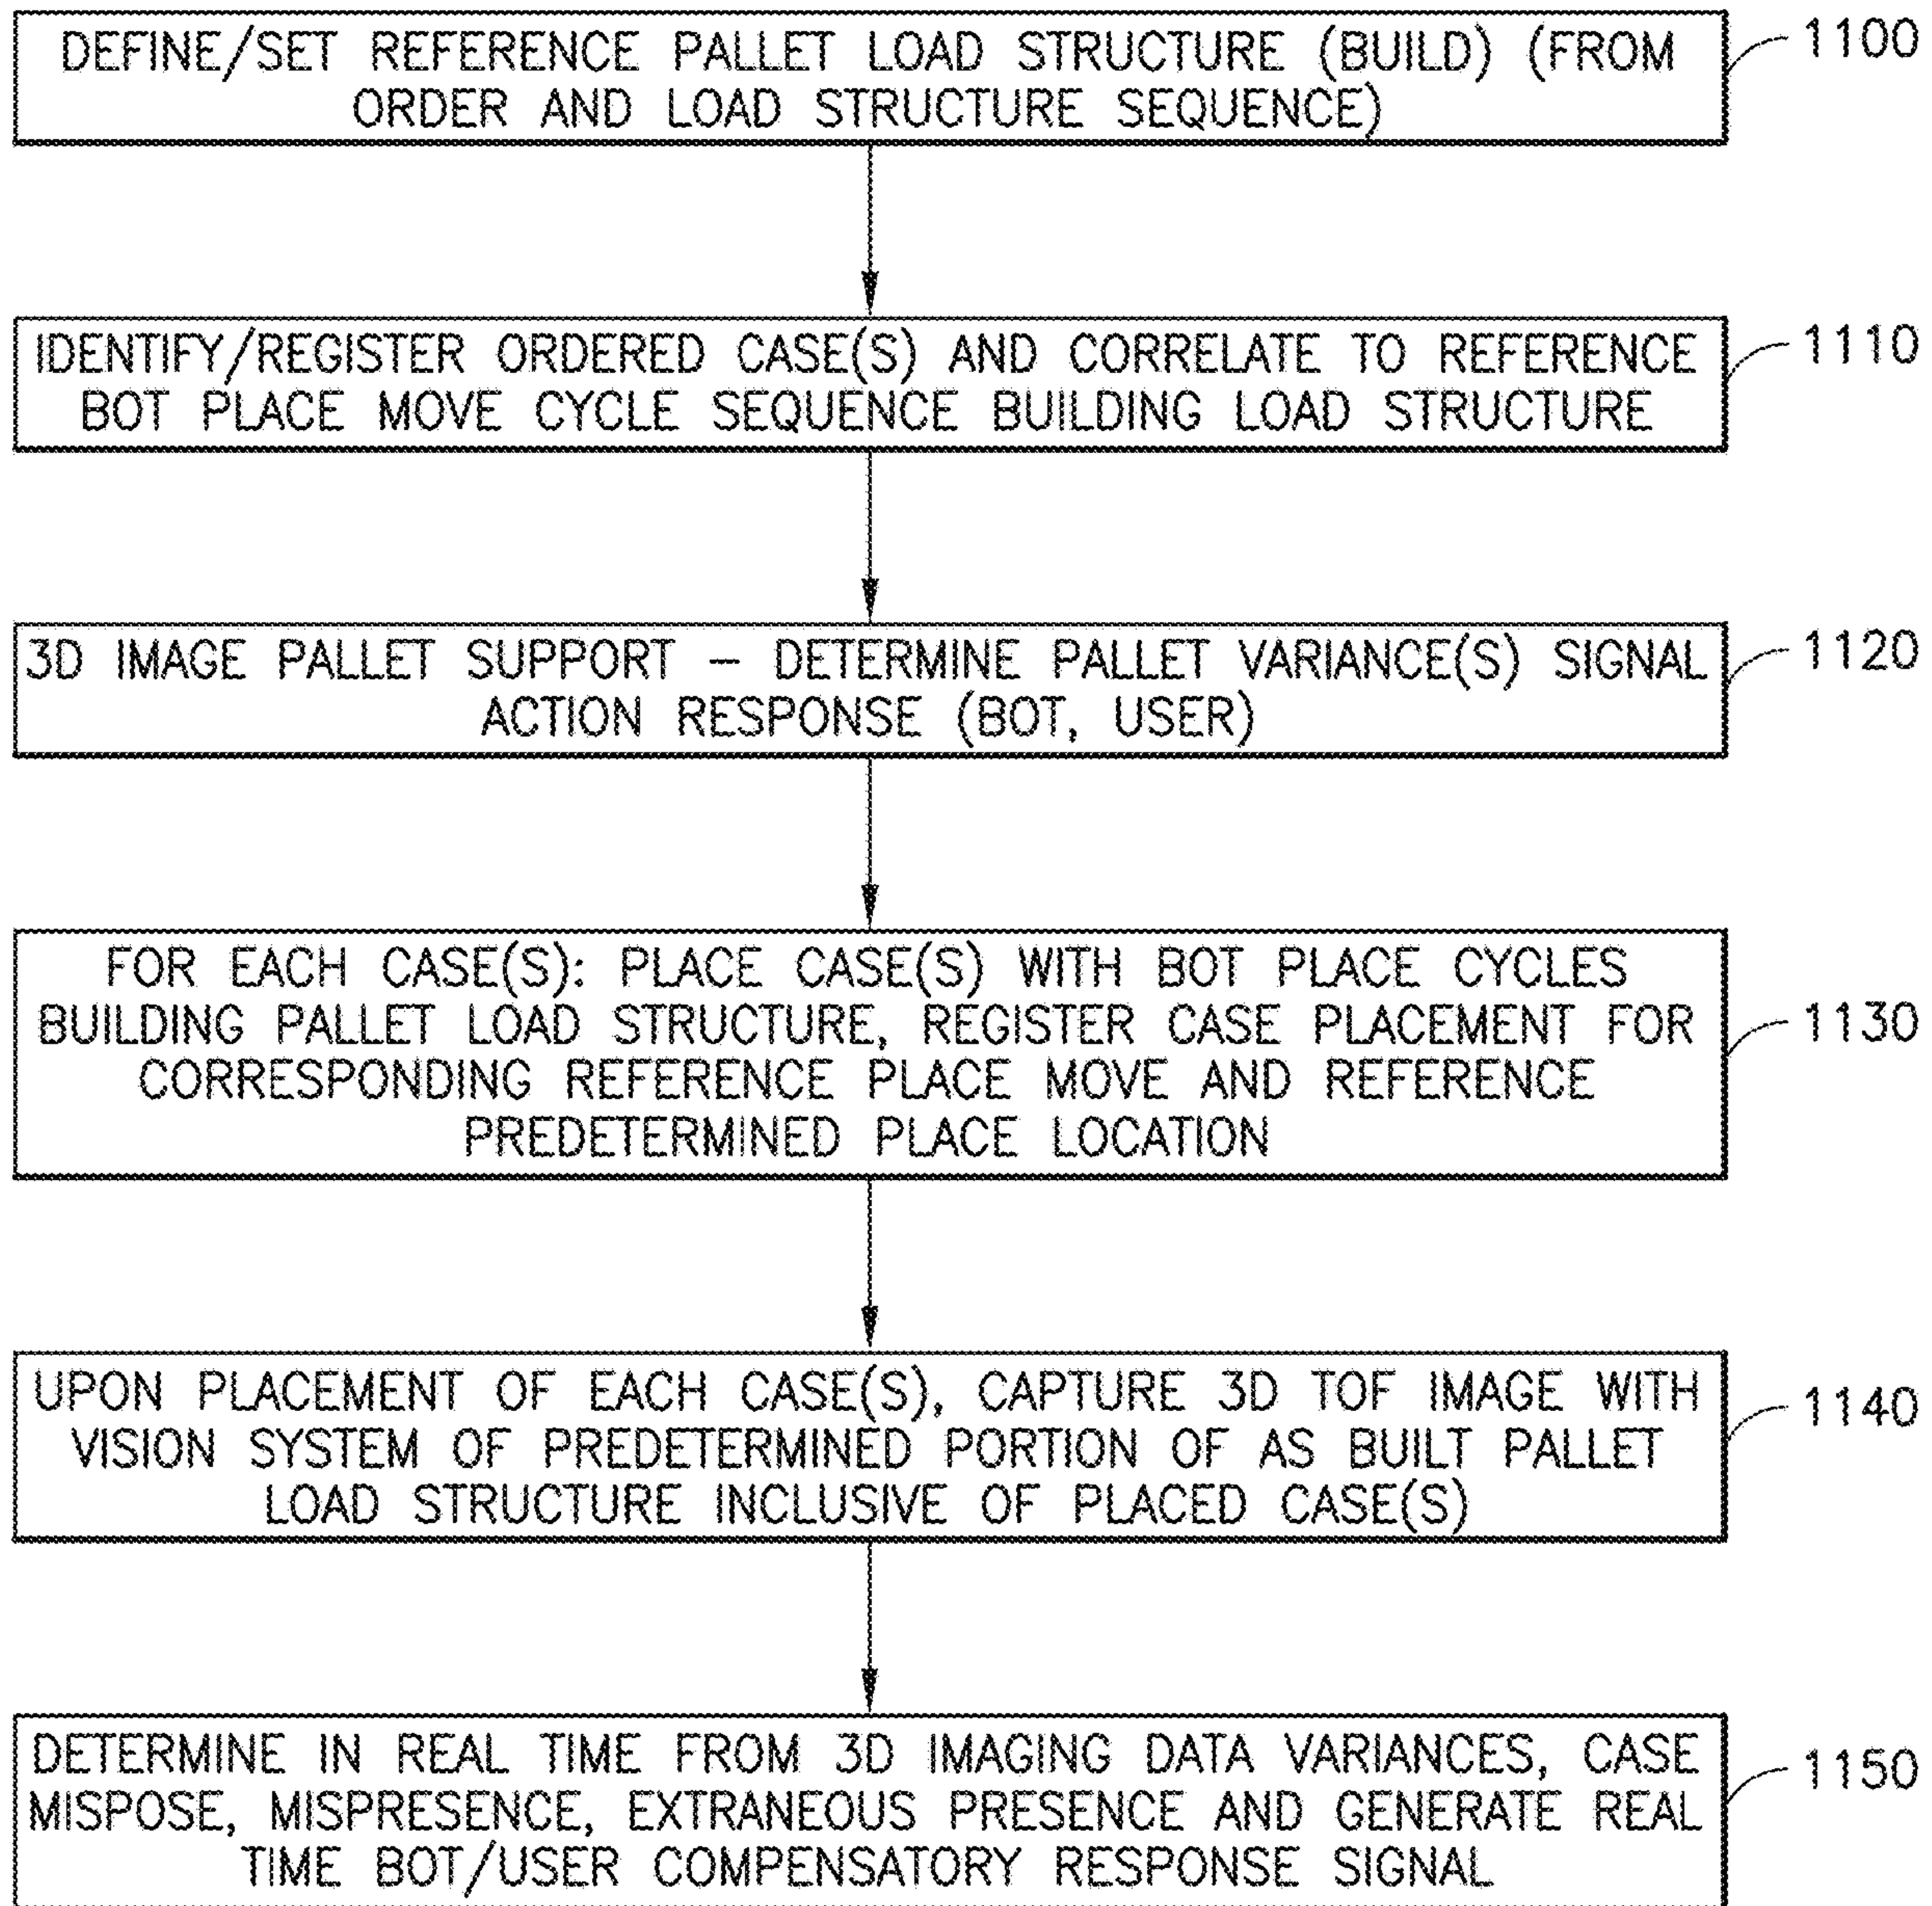 DEFINE/SET REFERENCE PALLET LOAD STRUCTURE (BUILD) (FROM
ORDER AND LOAD STRUCTURE SEQUENCE)
1100
IDENTIFY/REGISTER ORDERED CASE(S) AND CORRELATE TO REFERENCE
BOT PLACE MOVE CYCLE SEQUENCE BUILDING LOAD STRUCTURE
1110
3D IMAGE PALLET SUPPORT – DETERMINE PALLET VARIANCE(S) SIGNAL
ACTION RESPONSE (BOT, USER)
1120
FOR EACH CASE(S): PLACE CASE(S) WITH BOT PLACE CYCLES
BUILDING PALLET LOAD STRUCTURE, REGISTER CASE PLACEMENT FOR
CORRESPONDING REFERENCE PLACE MOVE AND REFERENCE
PREDETERMINED PLACE LOCATION
1130
UPON PLACEMENT OF EACH CASE(S), CAPTURE 3D TOF IMAGE WITH
VISION SYSTEM OF PREDETERMINED PORTION OF AS BUILT PALLET
LOAD STRUCTURE INCLUSIVE OF PLACED CASE(S)
1140
DETERMINE IN REAL TIME FROM 3D IMAGING DATA VARIANCES, CASE
MISPOSE, MISPRESENCE, EXTRANEOUS PRESENCE AND GENERATE REAL
TIME BOT/USER COMPENSATORY RESPONSE SIGNAL
1150